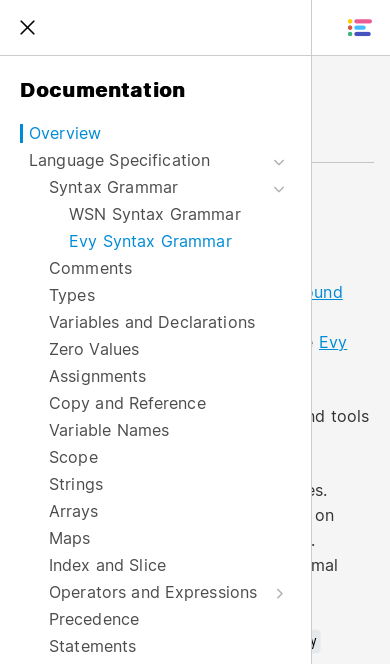 Documentation
Overview
Language Specification
Syntax Grammar
WSN Syntax Grammar
Evy Syntax Grammar
Comments
Types
Variables and Declarations
Zero Values
Assignments
Copy and Reference
Variable Names
Scope
Strings
Arrays
Maps
Index and Slice
Operators and Expressions
Precedence
Statements
ound
Evy
nd tools
es.
on
.
mal
y